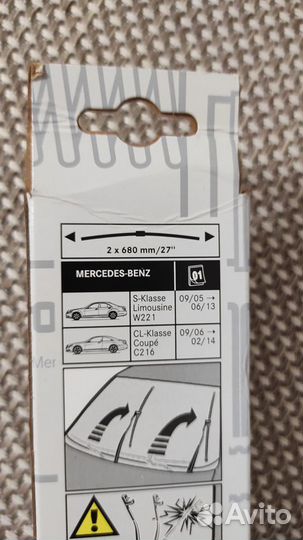 2 x 680 mm/27''
MERCEDES-BENZ 01
S-Klasse Limousine W221 09/05 → 06/13
CL-Klasse Coupé C216 09/06 → 02/14
Mer
Avito